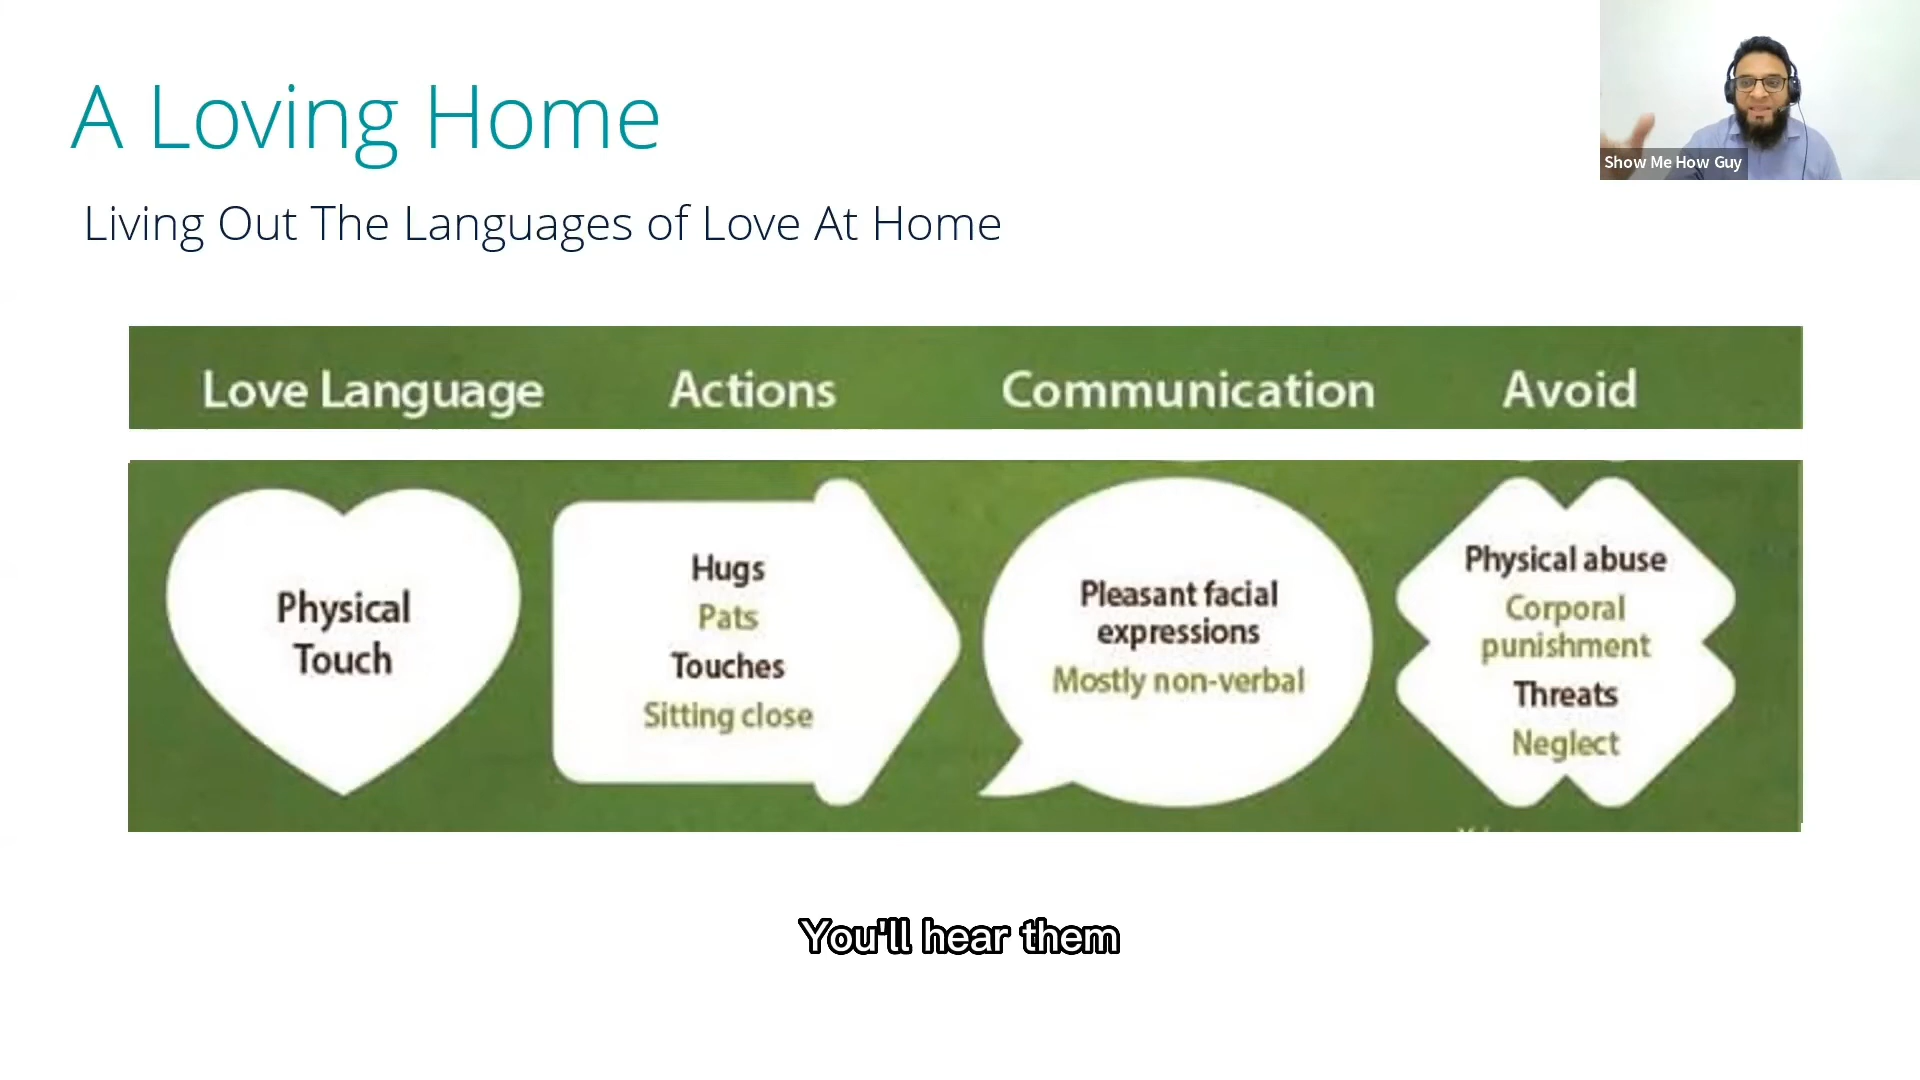 A Loving Home
Living Out The Languages of Love At Home
Show Me How Guy
Love Language
Actions
Communication
Avoid
Physical
Touch
Hugs
Pats
Touches
Sitting close
Pleasant facial
expressions
Mostly non-verbal
Physical abuse
Corporal
punishment
Threats
Neglect
You'll hear them